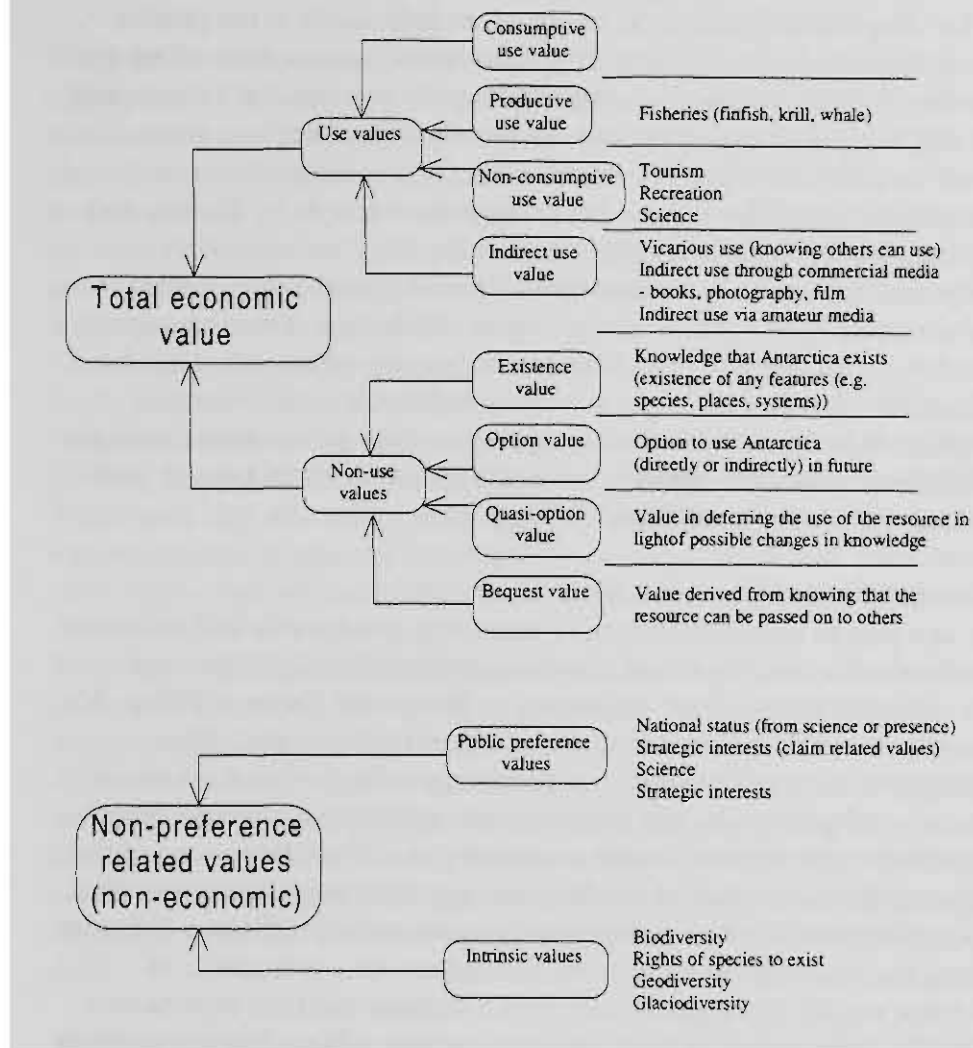 Consumptive
use value
Productive
use value
Fisheries (finfish, krill, whale)
Use values
Non-consumptive
use value
Tourism
Recreation
Science
Indirect use
value
Vicarious use (knowing others can use)
Indirect use through commercial media
books, photography, film
Indirect use via amateur media
Total economic
value
Existence
value
Knowledge that Antarctica exists
(existence of any features (e.g.
species, places, systems))
Option value
Option to use Antarctica
(directly or indirectly) in future
Non-use
values
Quasi-option
value
Value in deferring the use of the resource in
lightof possible changes in knowledge
Bequest value
Value derived from knowing that the
resource can be passed on to others
Public preference
values
National status (from science or presence)
Strategic interests (claim related values)
Science
Strategic interests
Non-preference
related values
(non-economic)
Intrinsic values
Biodiversity
Rights of species to exist
Geodiversity
Glaciodiversity